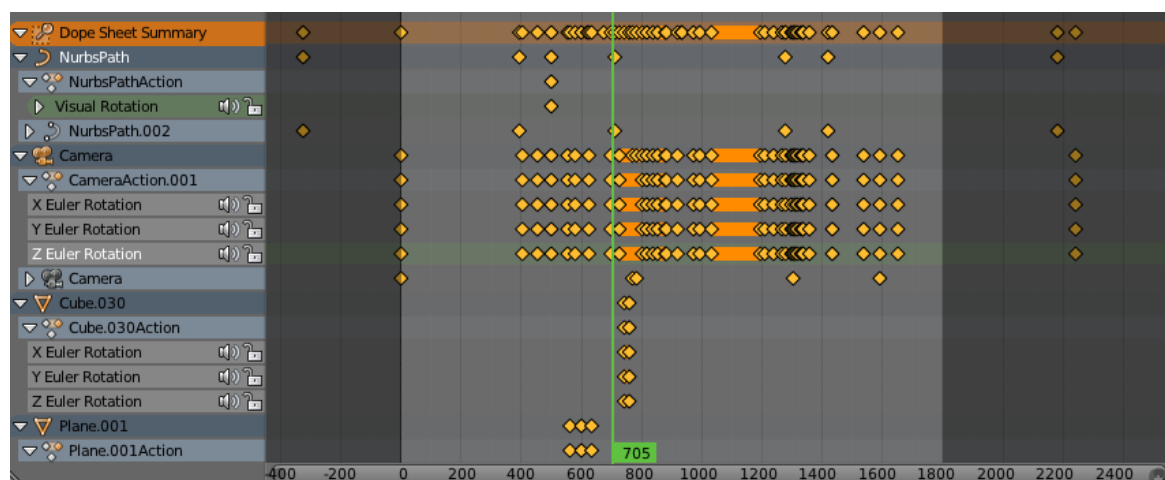 Dope Sheet Summary
NurbsPath
NurbsPathAction
Visual Rotation
NurbsPath.002
Camera
CameraAction.001
X Euler Rotation
Y Euler Rotation
Z Euler Rotation
Camera
Cube.030
Cube.030Action
X Euler Rotation
Y Euler Rotation
Z Euler Rotation
Plane.001
Plane.001Action 705
-400 -200 0 200 400 600 800 1000 1200 1400 1600 1800 2000 2200 2400